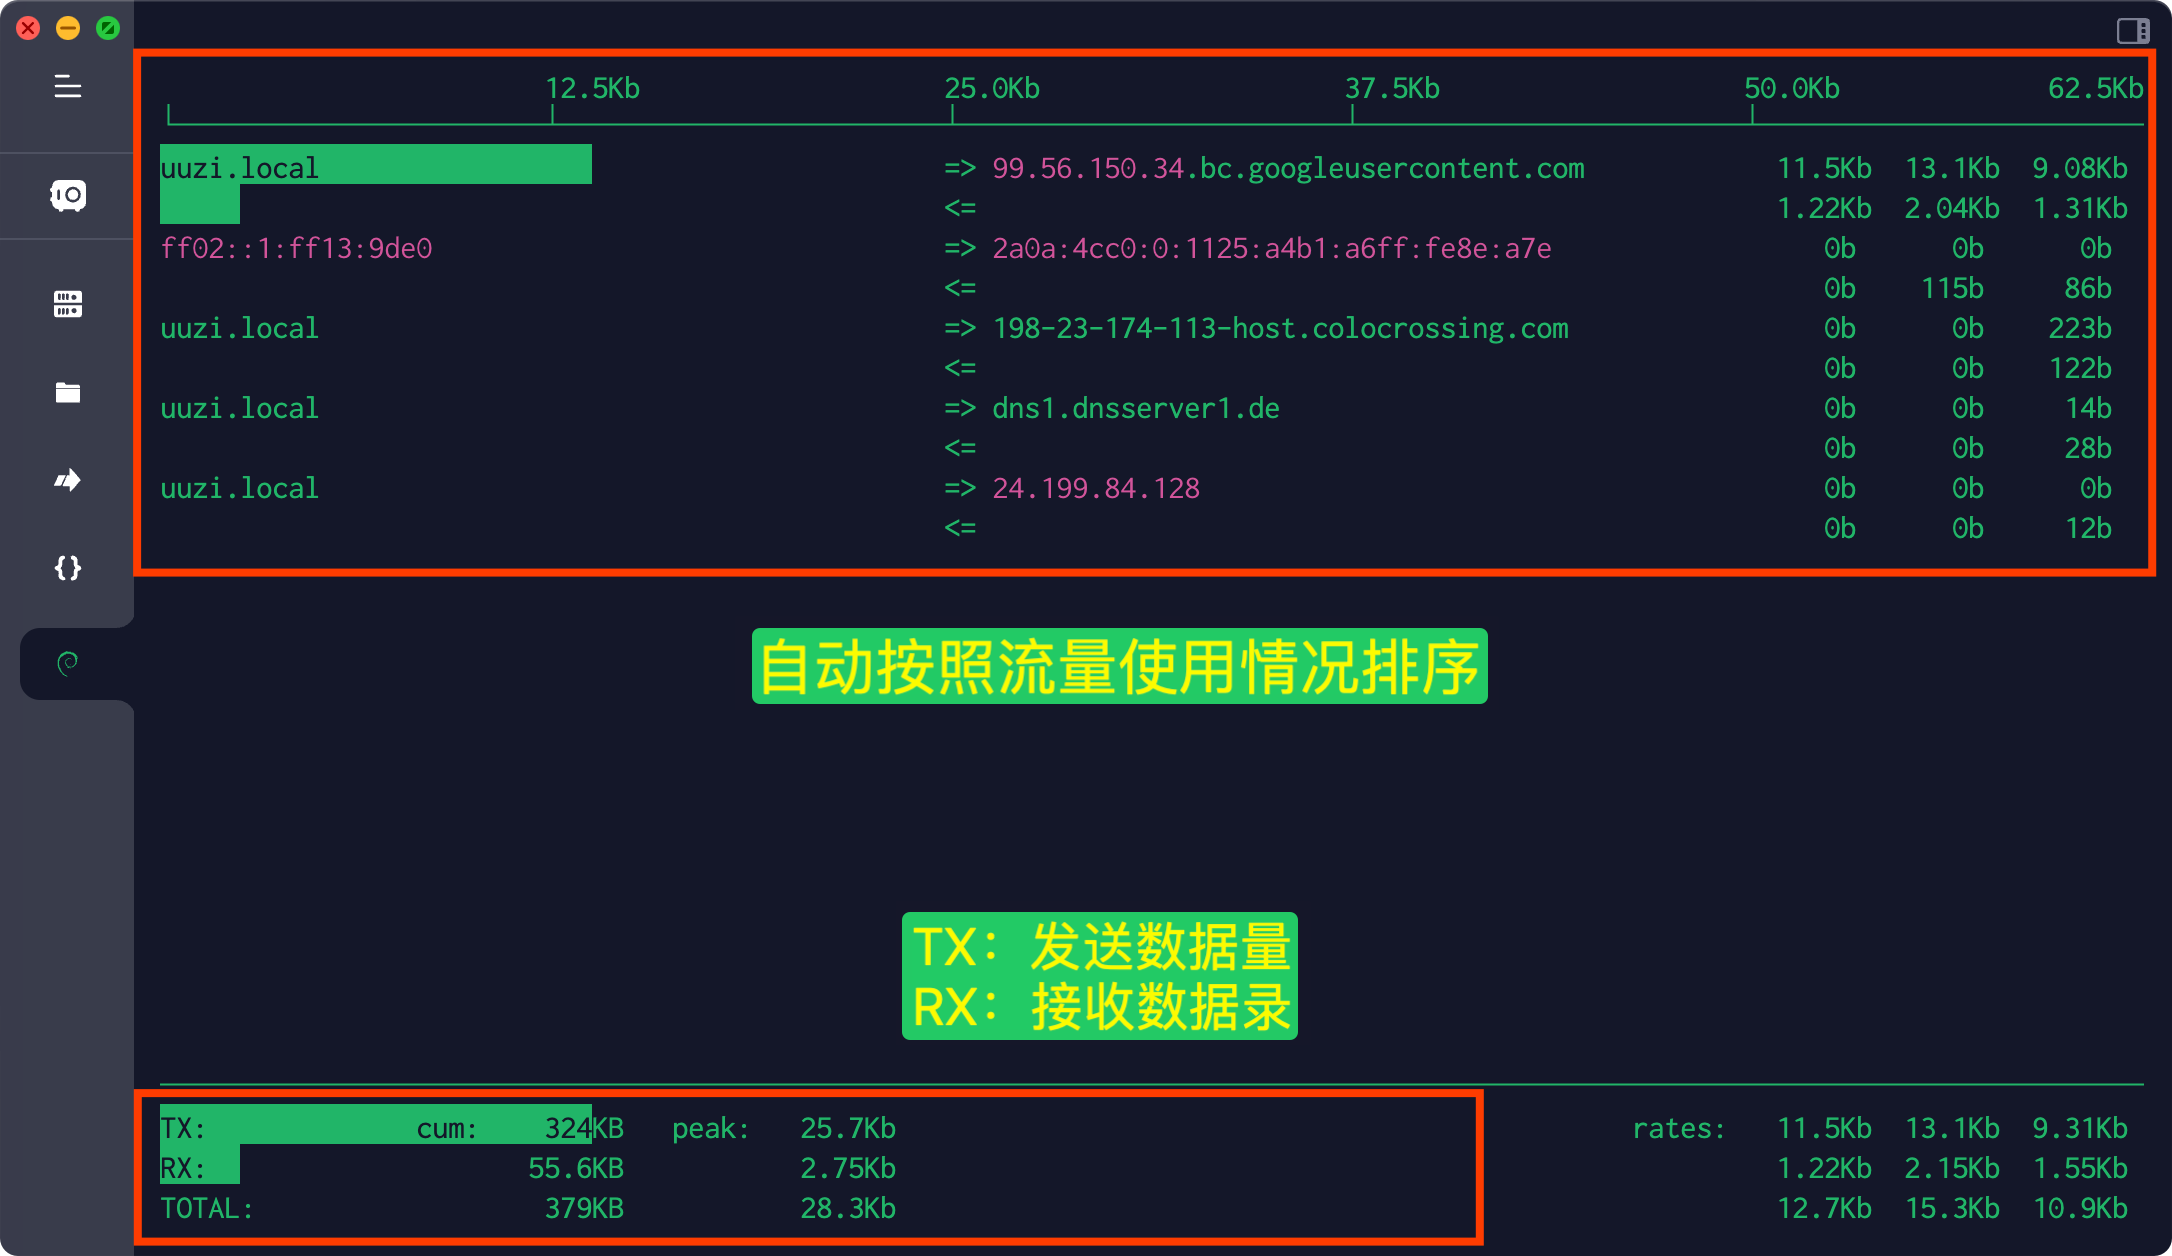 12.5Kb 25.0Kb 37.5Kb 50.0Kb 62.5Kb
uuzi.local => 99.56.150.34.bc.googleusercontent.com 11.5Kb 13.1Kb 9.08Kb
<= 1.22Kb 2.04Kb 1.31Kb
ff02::1:ff13:9de0 => 2a0a:4cc0:0:1125:a4b1:a6ff:fe8e:a7e 0b 0b 0b
<= 0b 115b 86b
uuzi.local => 198-23-174-113-host.colocrossing.com 0b 0b 223b
<= 0b 0b 122b
uuzi.local => dns1.dnsserver1.de 0b 0b 14b
<= 0b 0b 28b
uuzi.local => 24.199.84.128 0b 0b 0b
<= 0b 0b 12b
自动按照流量使用情况排序
TX：发送数据量
RX：接收数据录
TX: cum: 324KB peak: 25.7Kb rates: 11.5Kb 13.1Kb 9.31Kb
RX: 55.6KB 2.75Kb 1.22Kb 2.15Kb 1.55Kb
TOTAL: 379KB 28.3Kb 12.7Kb 15.3Kb 10.9Kb